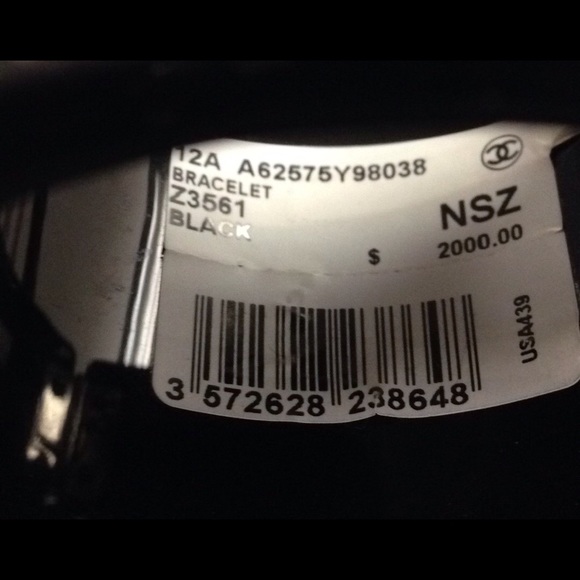 12A A62575Y98038
BRACELET
Z3561
BLACK
NSZ
$ 2000.00
USA439
3 572628 238648